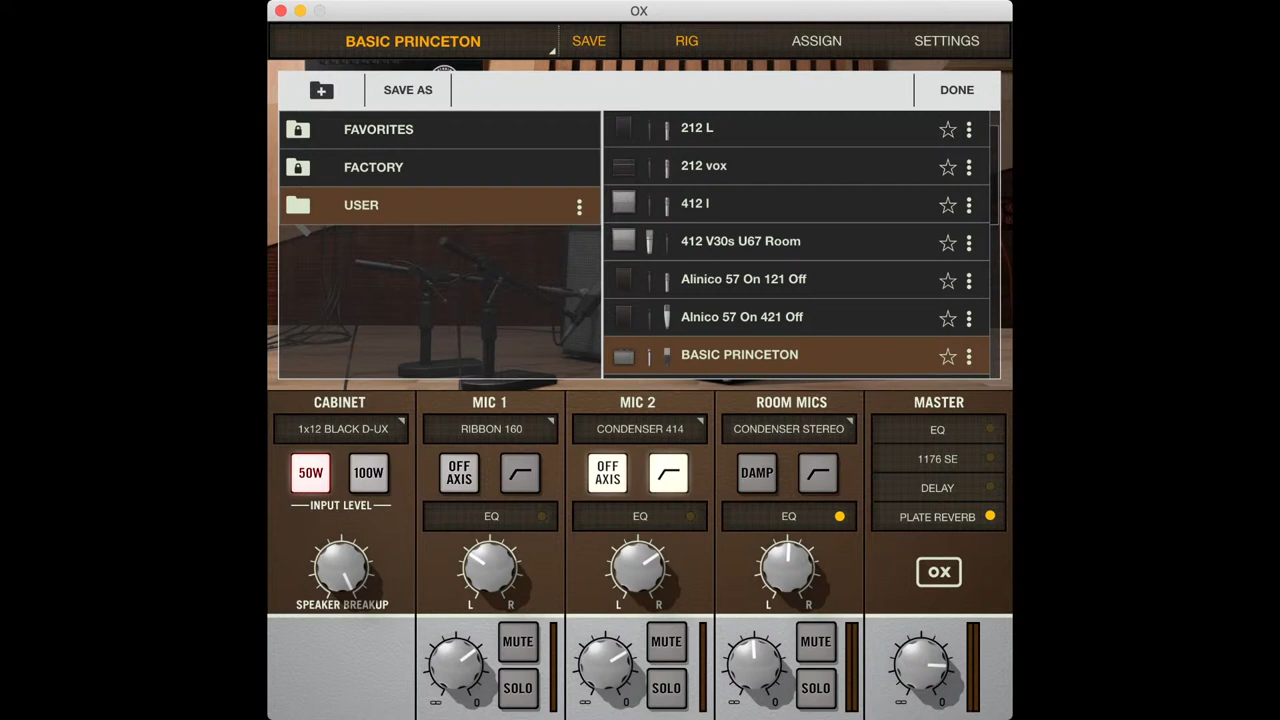 OX
BASIC PRINCETON SAVE RIG ASSIGN SETTINGS
SAVE AS DONE
FAVORITES
FACTORY
USER
212 L
212 vox
412 I
412 V30s U67 Room
Alinico 57 On 121 Off
Alnico 57 On 421 Off
BASIC PRINCETON
CABINET
1x12 BLACK D-UX
50W 100W
INPUT LEVEL
SPEAKER BREAKUP
MIC 1
RIBBON 160
OFF AXIS
EQ
L R
MUTE
SOLO
∞ 0
MIC 2
CONDENSER 414
OFF AXIS
EQ
L R
MUTE
SOLO
∞ 0
ROOM MICS
CONDENSER STEREO
DAMP
EQ
L R
MUTE
SOLO
∞ 0
MASTER
EQ
1176 SE
DELAY
PLATE REVERB
OX
∞ 0